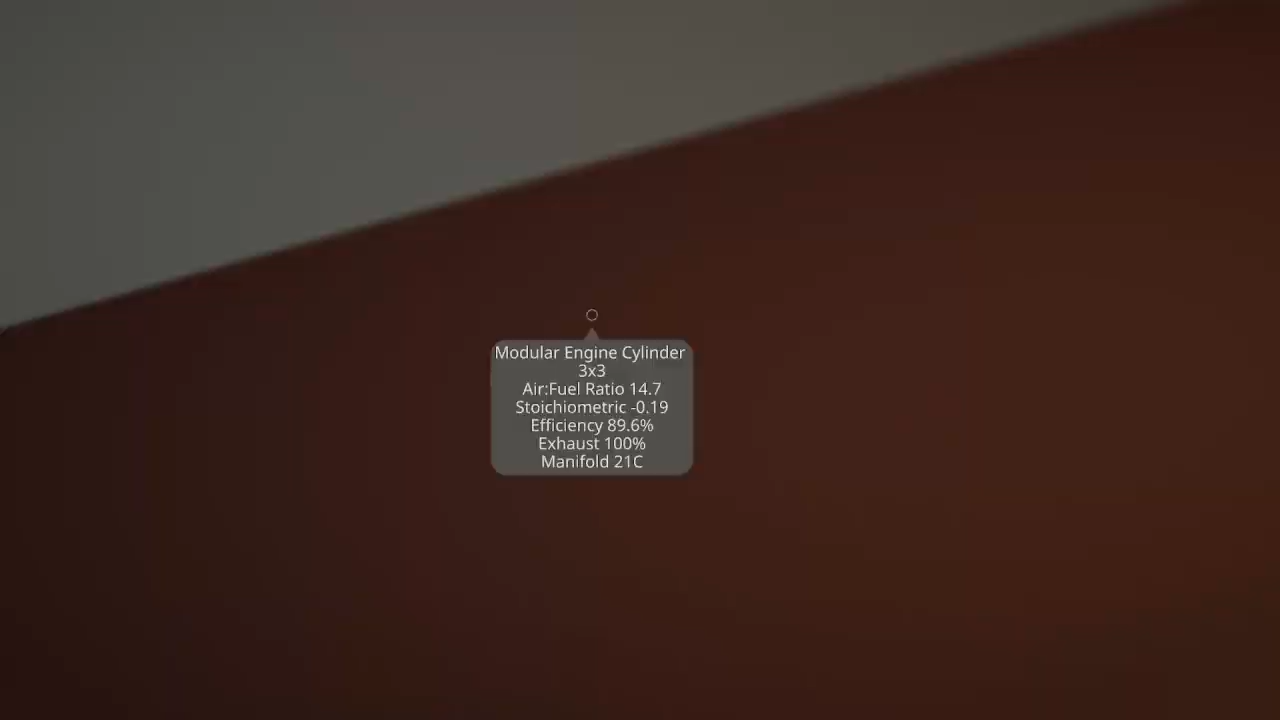 Modular Engine Cylinder
3x3
Air:Fuel Ratio 14.7
Stoichiometric -0.19
Efficiency 89.6%
Exhaust 100%
Manifold 21C